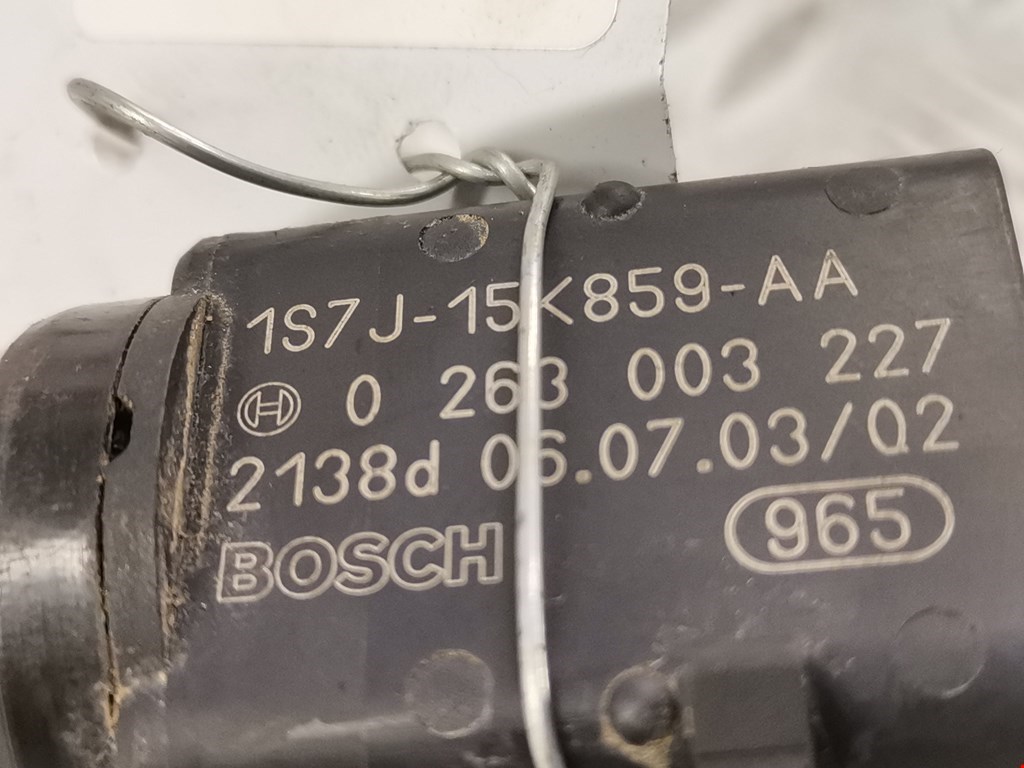 1S7J-15K859-AA
0 263 003 227
2138d 06.07.03/Q2
BOSCH
965